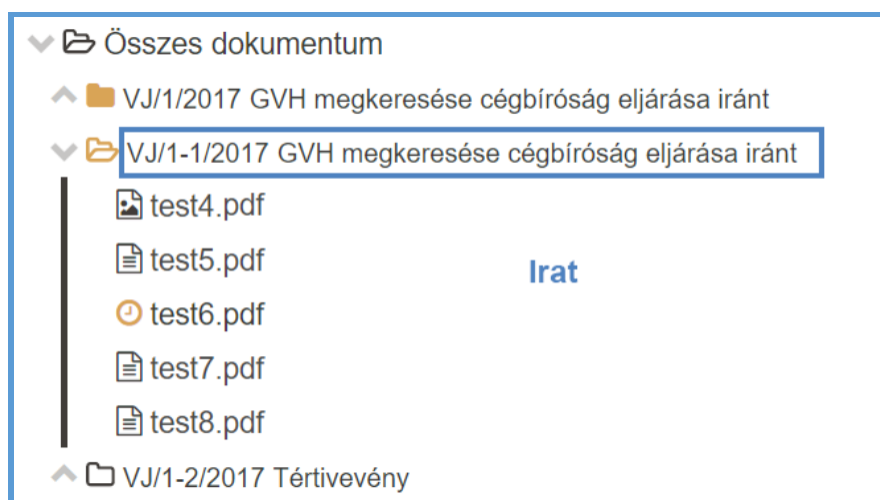 Összes dokumentum
VJ/1/2017 GVH megkeresése cégbíróság eljárása iránt
VJ/1-1/2017 GVH megkeresése cégbíróság eljárása iránt
test4.pdf
test5.pdf
Irat
test6.pdf
test7.pdf
test8.pdf
VJ/1-2/2017 Tértivevény